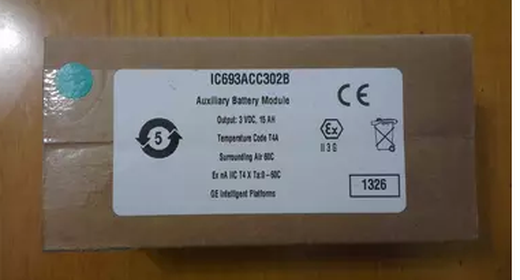 IC693ACC302B
Auxiliary Battery Module
Output: 3 VDC, 15 AH
Temperature Code T4A
Surrounding Air 60C
Ex nA IIC T4 X Ta:0-60C
GE Intelligent Platforms
5
CE
Ex
II 3 G
1326